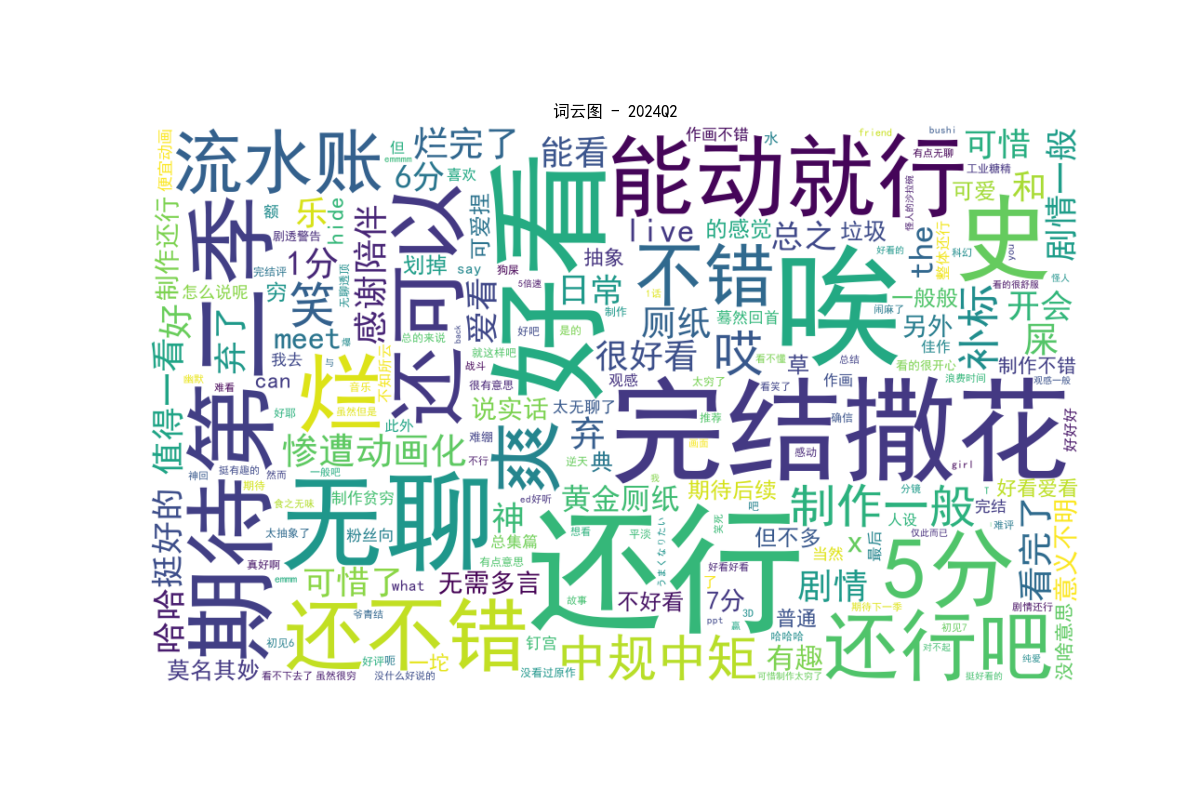 词云图 - 2024Q2
便宜动画
流水账
但
emmmm
烂完了
6分
喜欢
能看
能动就行
作画不错
水
friend
bushi
有点无聊
工业糖精
可惜
可爱
和
剧情一般
第二季
期待
额
乐
hide
剧透警告
1分
完结评
无聊透顶
感谢陪伴
还可以
可爱捏
好看
live
抽象
的感觉
总之
垃圾
不错
怪人的沙拉碗
the
整体还行
好看的
科幻
史
you
看的很舒服
怪人
制作还行
怎么说呢
穷
笑
划掉
say
狗屎
5倍速
爱看
日常
制作
1话
唉
一般般
闹麻了
开会
好
弃了
meet
爆
总的来说
back
好吧
是的
厕纸
蓦然回首
另外
佳作
补标
屎
值得一看
我去
与
不知所云
就这样吧
战斗
很好看
哎
看不懂
草
总结
看的很开心
制作不错
幽默
难看
can
烂
音乐
很有意思
观感
太穷了
看笑了
作画
浪费时间
观感一般
好耶
虽然但是
此外
说实话
太无聊了
弃
推荐
完结撒花
确信
好好好
惨遭动画化
难绷
不行
爽
典
逆天
画面
感动
girl
神回
挺有趣的
然而
一般吧
挺好的
期待
食之无味
制作贫穷
无聊
神
ed好听
黄金厕纸
我
期待后续
制作一般
分镜
T
好看爱看
太抽象了
粉丝向
总集篇
想看
平淡
うまくなりたい
笑死
吧
但不多
人设
完结
难评
仅此而已
看完了
意义不明
真好啊
emmm
可惜了
what
无需多言
有点意思
还行
好看好看
当然
x
最后
5分
哈哈
爷青结
还不错
故事
不好看
了
7分
ppt
3D
赢
普通
剧情
期待下一季
剧情还行
没啥意思
初见6
哈哈哈
初见7
莫名其妙
看不下去了
虽然很穷
好评
呃
没什么好说的
一坨
钉宫
没看过原作
中规中矩
可惜制作太穷了
有趣
还行吧
对不起
挺好看的
纯爱